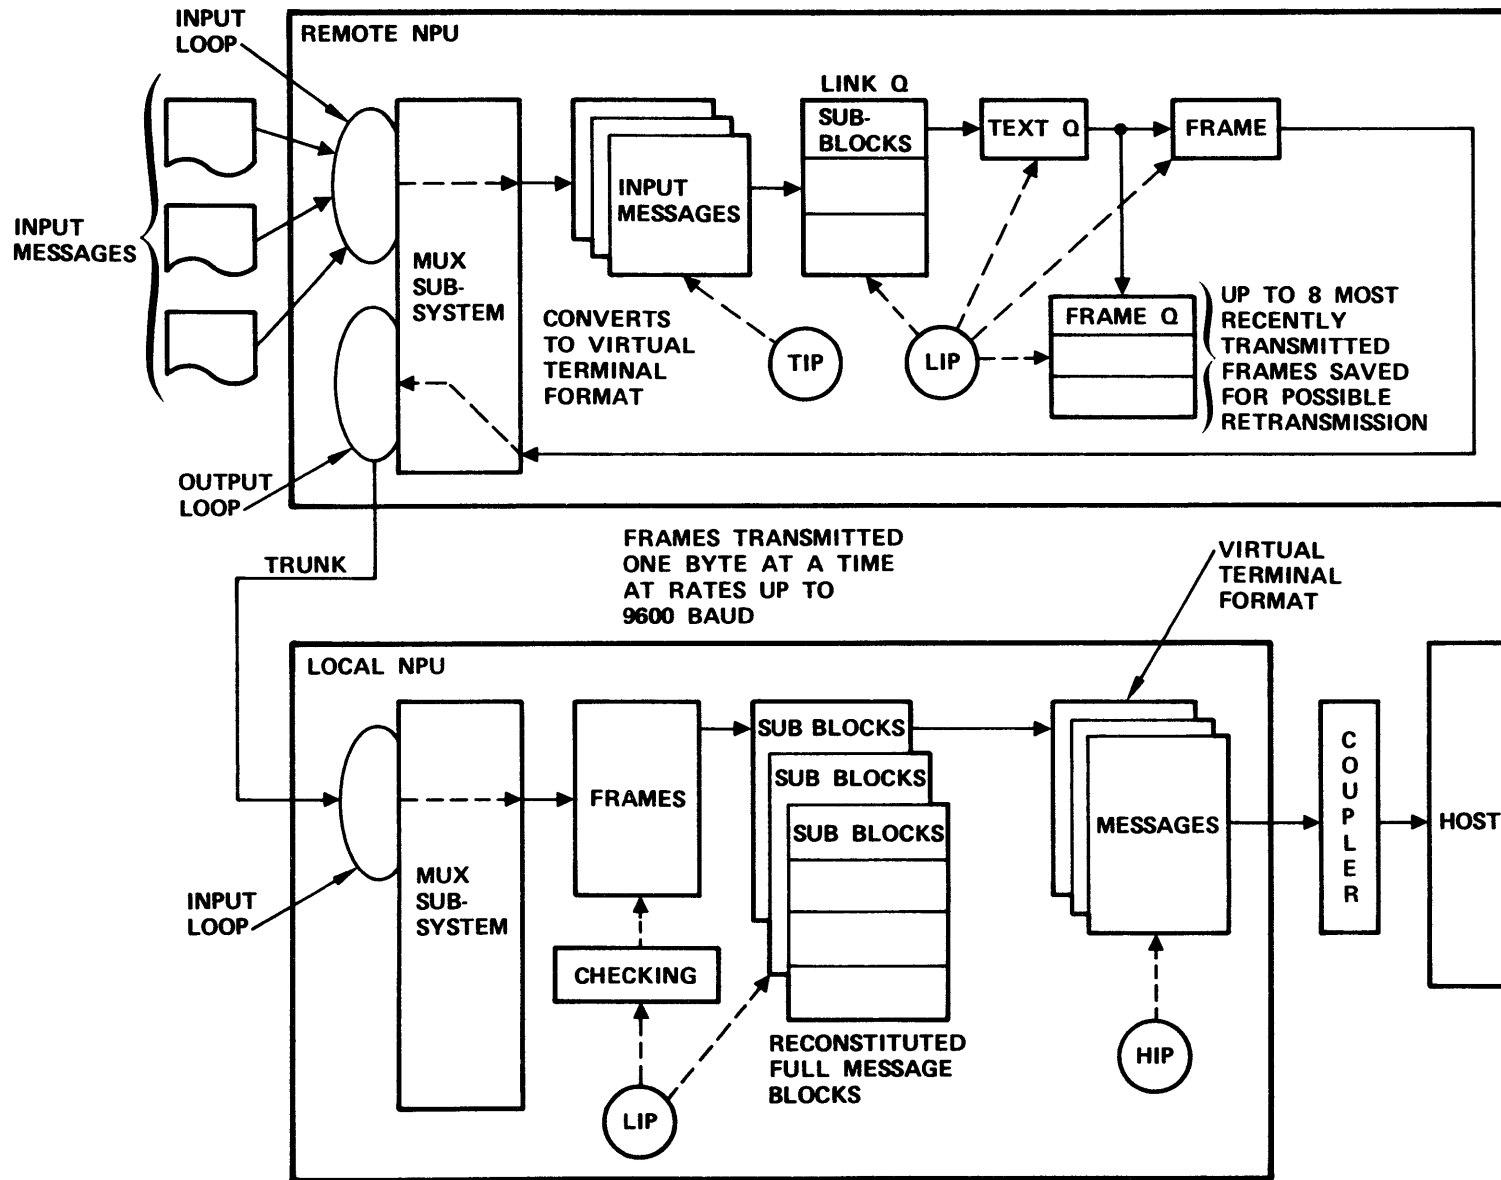 INPUT
LOOP
REMOTE NPU
INPUT
MESSAGES
MUX
SUB-
SYSTEM
INPUT
MESSAGES
CONVERTS
TO VIRTUAL
TERMINAL
FORMAT
TIP
LINK Q
SUB-
BLOCKS
TEXT Q
FRAME
LIP
FRAME Q
UP TO 8 MOST
RECENTLY
TRANSMITTED
FRAMES SAVED
FOR POSSIBLE
RETRANSMISSION
OUTPUT
LOOP
TRUNK
FRAMES TRANSMITTED
ONE BYTE AT A TIME
AT RATES UP TO
9600 BAUD
VIRTUAL
TERMINAL
FORMAT
LOCAL NPU
INPUT
LOOP
MUX
SUB-
SYSTEM
FRAMES
CHECKING
LIP
SUB BLOCKS
SUB BLOCKS
SUB BLOCKS
RECONSTITUTED
FULL MESSAGE
BLOCKS
MESSAGES
HIP
COUPLER
HOST